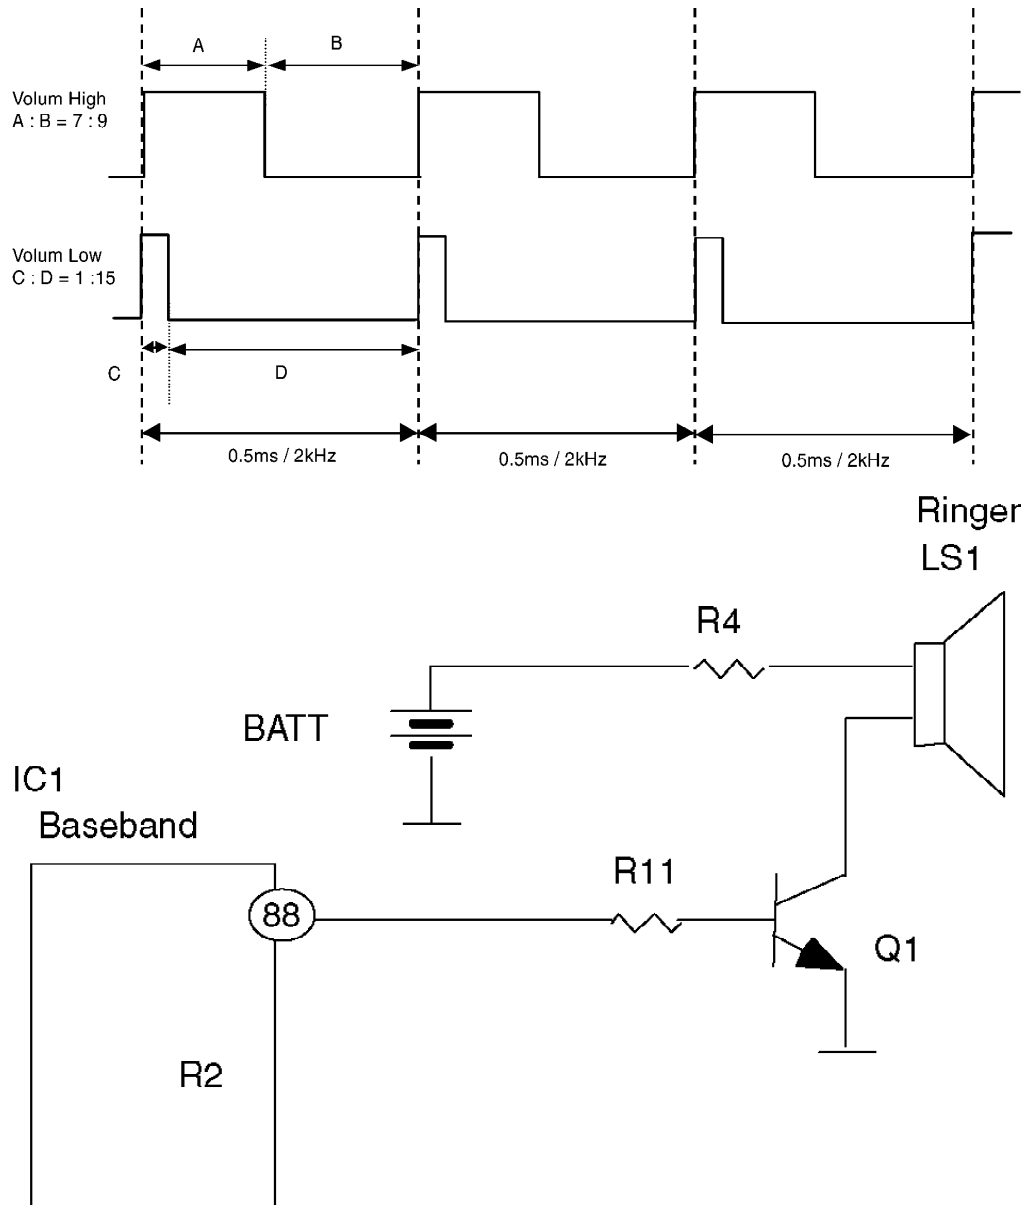 A
B
Volum High
A : B = 7 : 9
Volum Low
C : D = 1 :15
C
D
0.5ms / 2kHz
0.5ms / 2kHz
0.5ms / 2kHz
Ringer
LS1
R4
BATT
IC1
Baseband
R11
88
Q1
R2